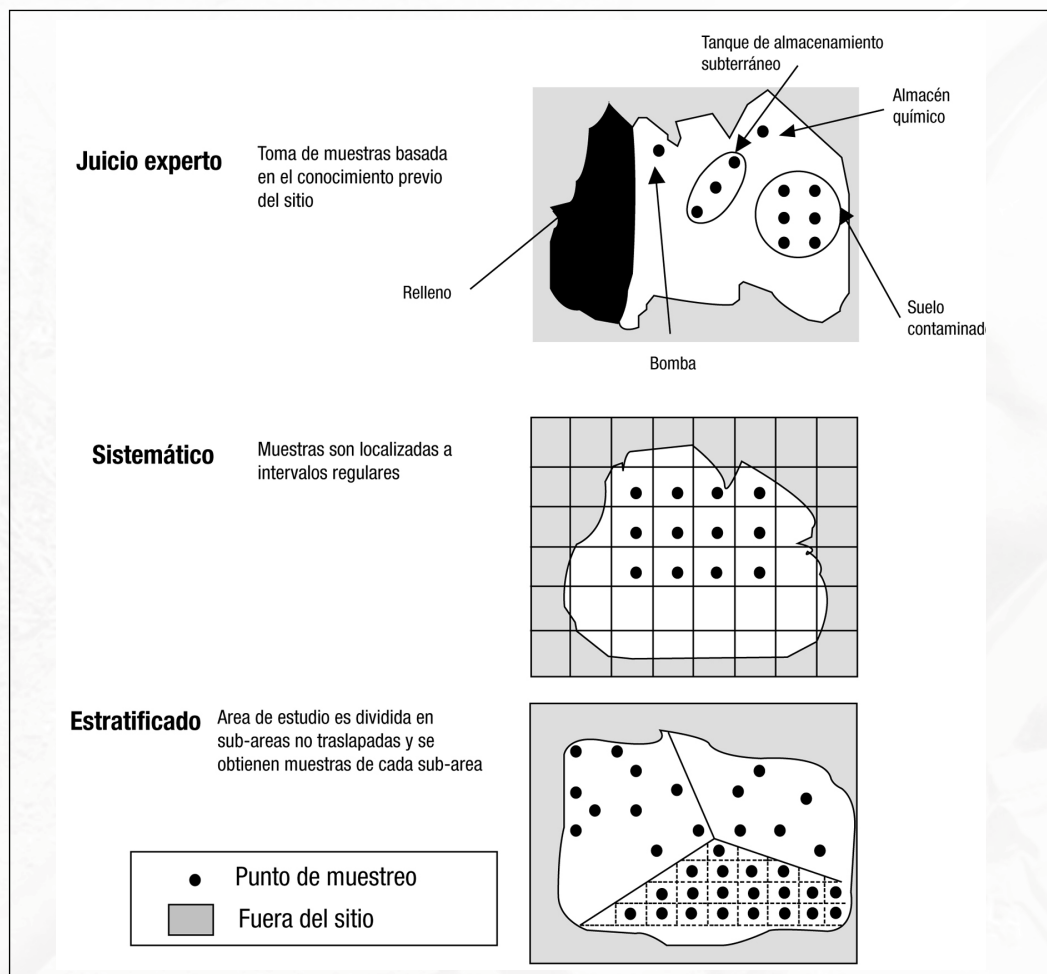 Tanque de almacenamiento
subterráneo
Almacén
químico
Juicio experto
Toma de muestras basada
en el conocimiento previo
del sitio
Relleno
Suelo
contaminad
Bomba
Sistemático
Muestras son localizadas a
intervalos regulares
Estratificado
Area de estudio es dividida en
sub-areas no traslapadas y se
obtienen muestras de cada sub-area
Punto de muestreo
Fuera del sitio